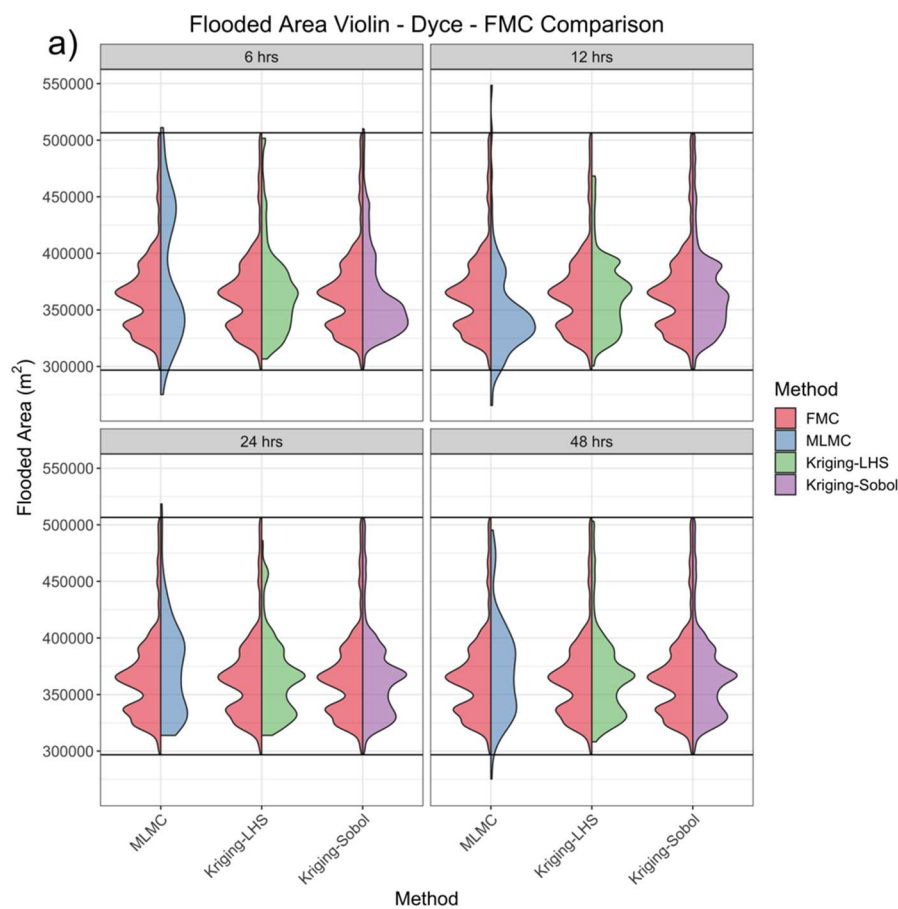 Flooded Area Violin - Dyce - FMC Comparison
a)
6 hrs
12 hrs
550000
500000
450000
400000
350000
300000
24 hrs
48 hrs
550000
500000
450000
400000
350000
300000
Flooded Area (m²)
MLMC
Kriging-LHS
Kriging-Sobol
MLMC
Kriging-LHS
Kriging-Sobol
Method
Method
FMC
MLMC
Kriging-LHS
Kriging-Sobol